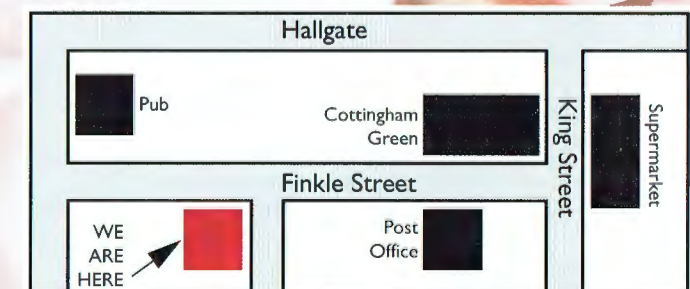 Hallgate
Pub
Cottingham
Green
King Street
Supermarket
Finkle Street
WE
ARE
HERE
Post
Office